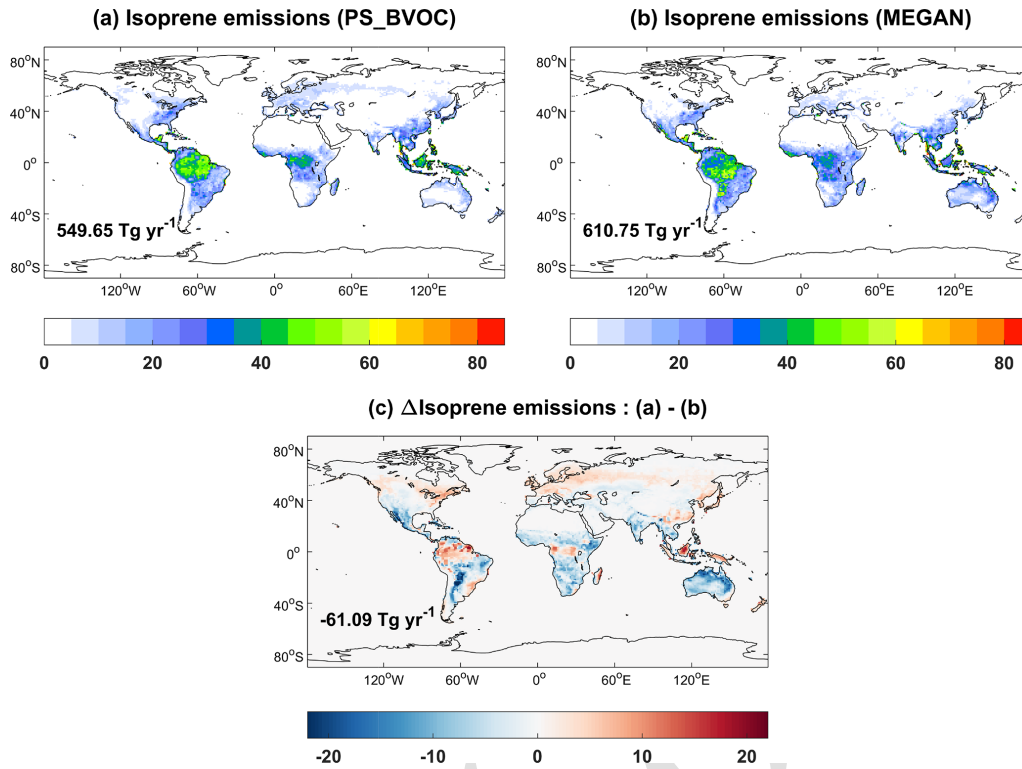 (a) Isoprene emissions (PS_BVOC)
(b) Isoprene emissions (MEGAN)
80°N
40°N
0°
40°S
80°S
549.65 Tg yr-1
120°W 60°W 0° 60°E 120°E
0 20 40 60 80
80°N
40°N
0°
40°S
80°S
610.75 Tg yr-1
120°W 60°W 0° 60°E 120°E
0 20 40 60 80
(c) ΔIsoprene emissions : (a) - (b)
80°N
40°N
0°
40°S
80°S
-61.09 Tg yr-1
120°W 60°W 0° 60°E 120°E
-20 -10 0 10 20